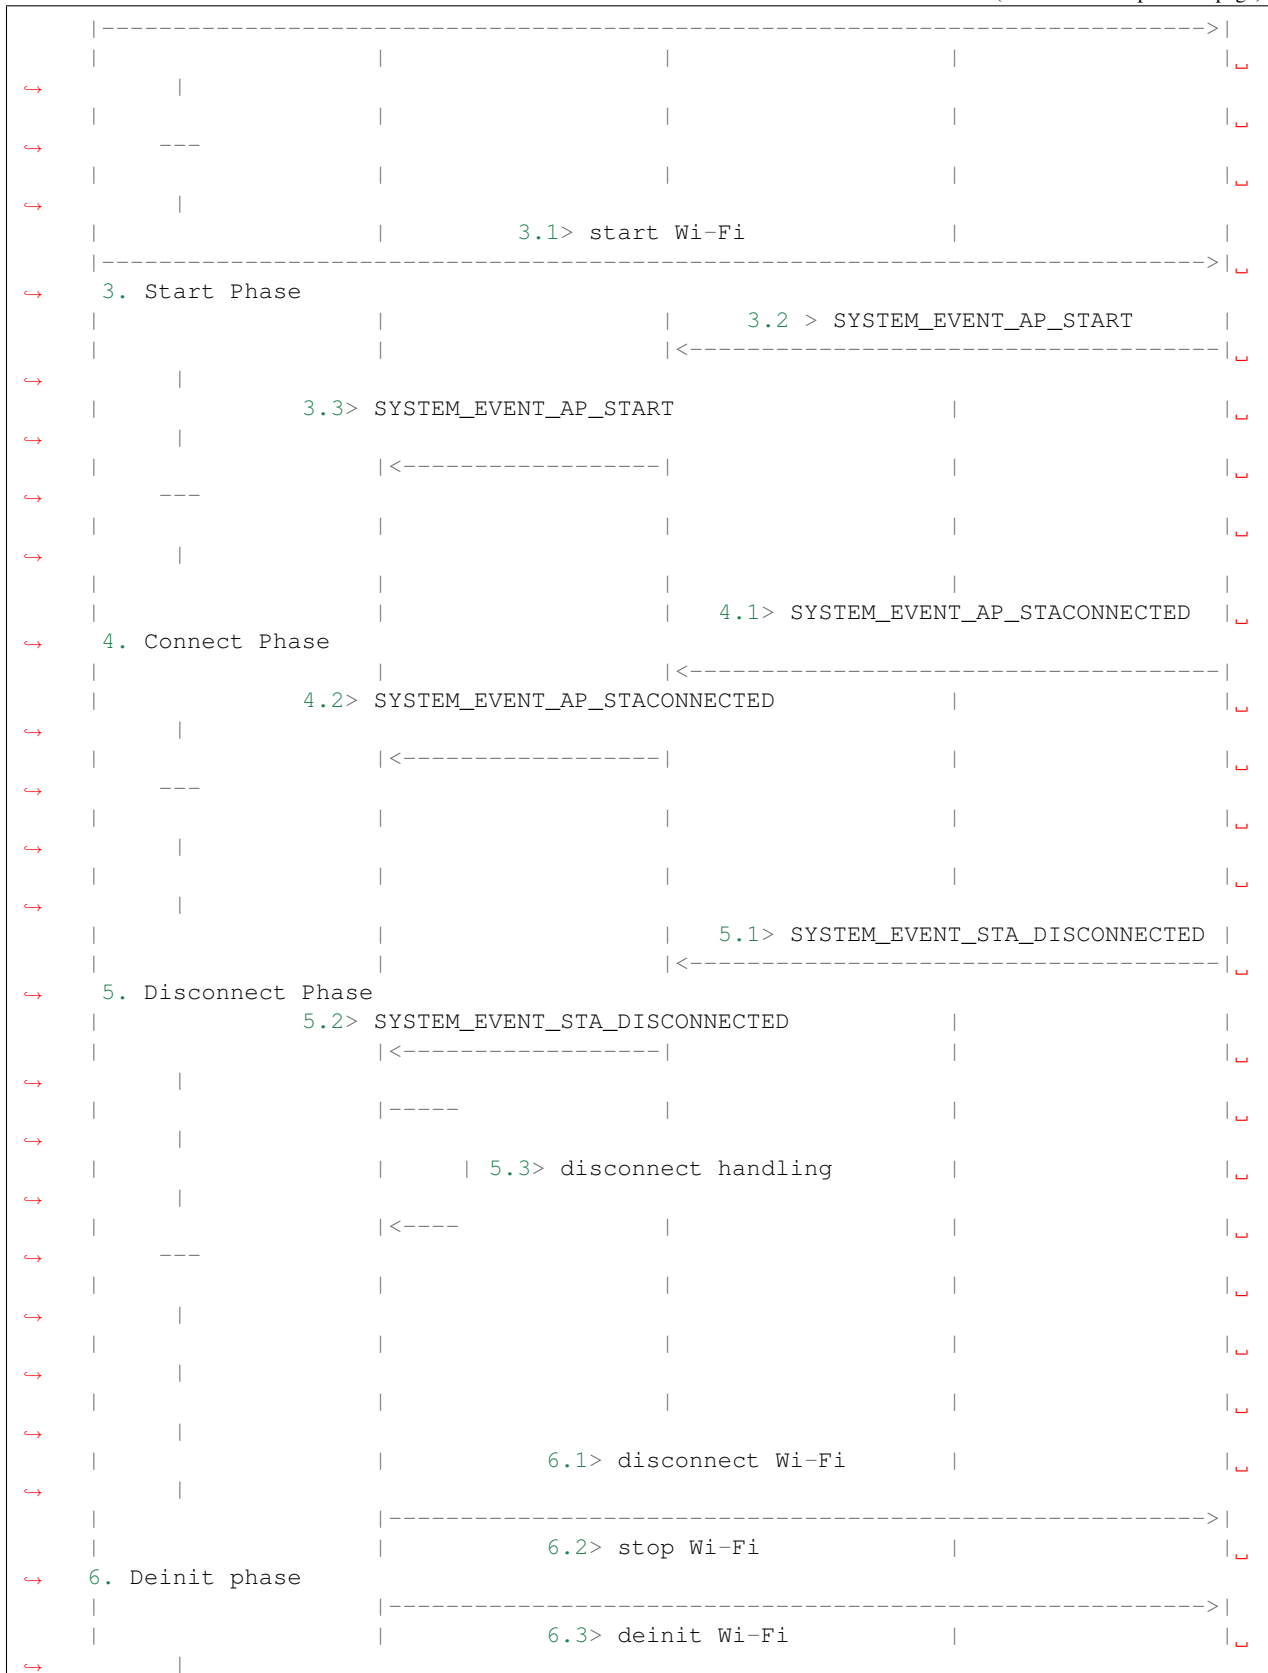 |----------------------------------------------------------------------------->|
|                   |                   |                   |                  |␣
↪          |
|                   |                   |                   |                  |␣
↪         ---
|                   |                   |                   |                  |␣
↪          |
|                   |         3.1> start Wi-Fi              |                  |
|----------------------------------------------------------------------------->|␣
↪    3. Start Phase
|                   |                   |     3.2 > SYSTEM_EVENT_AP_START      |
|                   |                   |<-------------------------------------|␣
↪          |
|              3.3> SYSTEM_EVENT_AP_START                   |                  |␣
↪          |
|                   |<------------------|                   |                  |␣
↪         ---
|                   |                   |                   |                  |␣
↪          |
|                   |                   |                   |                  |
|                   |                   |   4.1> SYSTEM_EVENT_AP_STACONNECTED  |␣
↪    4. Connect Phase
|                   |                   |<-------------------------------------|
|              4.2> SYSTEM_EVENT_AP_STACONNECTED            |                  |␣
↪          |
|                   |<------------------|                   |                  |␣
↪         ---
|                   |                   |                   |                  |␣
↪          |
|                   |                   |                   |                  |␣
↪          |
|                   |                   |   5.1> SYSTEM_EVENT_STA_DISCONNECTED |
|                   |                   |<-------------------------------------|␣
↪    5. Disconnect Phase
|              5.2> SYSTEM_EVENT_STA_DISCONNECTED           |                  |
|                   |<------------------|                   |                  |␣
↪          |
|                   |-----              |                   |                  |␣
↪          |
|                   |     | 5.3> disconnect handling        |                  |␣
↪          |
|                   |<----              |                   |                  |␣
↪         ---
|                   |                   |                   |                  |␣
↪          |
|                   |                   |                   |                  |␣
↪          |
|                   |                   |                   |                  |␣
↪          |
|                   |           6.1> disconnect Wi-Fi       |                  |␣
↪          |
|                   |--------------------------------------------------------->|
|                   |           6.2> stop Wi-Fi             |                  |␣
↪   6. Deinit phase
|                   |--------------------------------------------------------->|
|                   |           6.3> deinit Wi-Fi           |                  |␣
↪          |